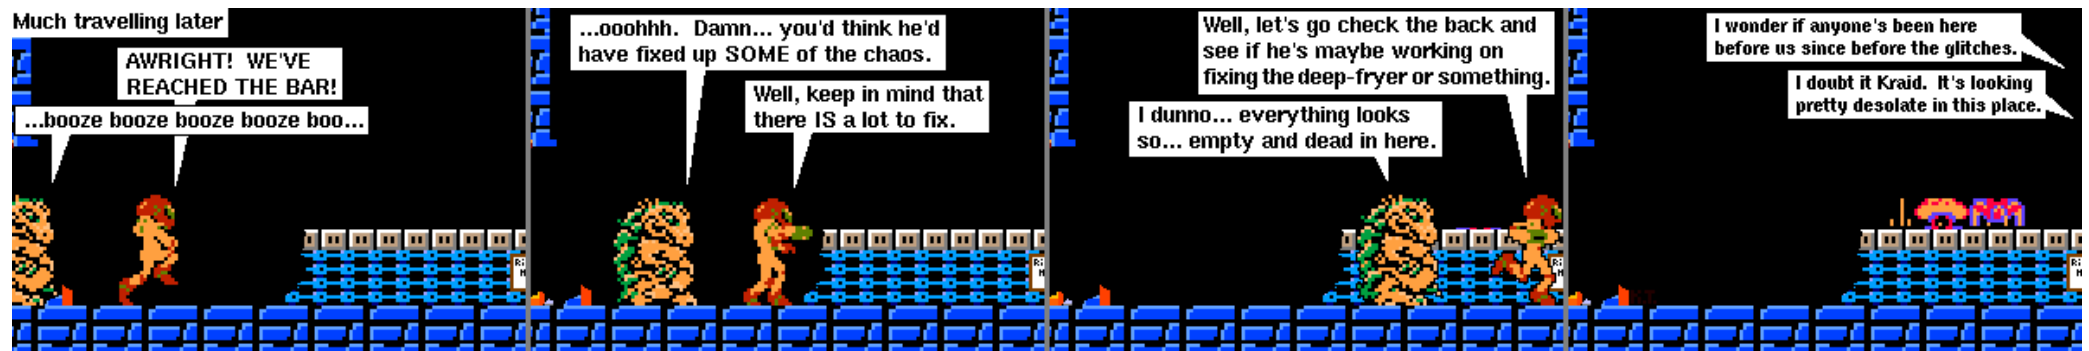 Much travelling later
AWRIGHT! WE'VE
REACHED THE BAR!
...booze booze booze booze boo...
...ooohhh. Damn... you'd think he'd
have fixed up SOME of the chaos.
Well, keep in mind that
there IS a lot to fix.
Well, let's go check the back and
see if he's maybe working on
fixing the deep-fryer or something.
I dunno... everything looks
so... empty and dead in here.
I wonder if anyone's been here
before us since before the glitches.
I doubt it Kraid. It's looking
pretty desolate in this place.